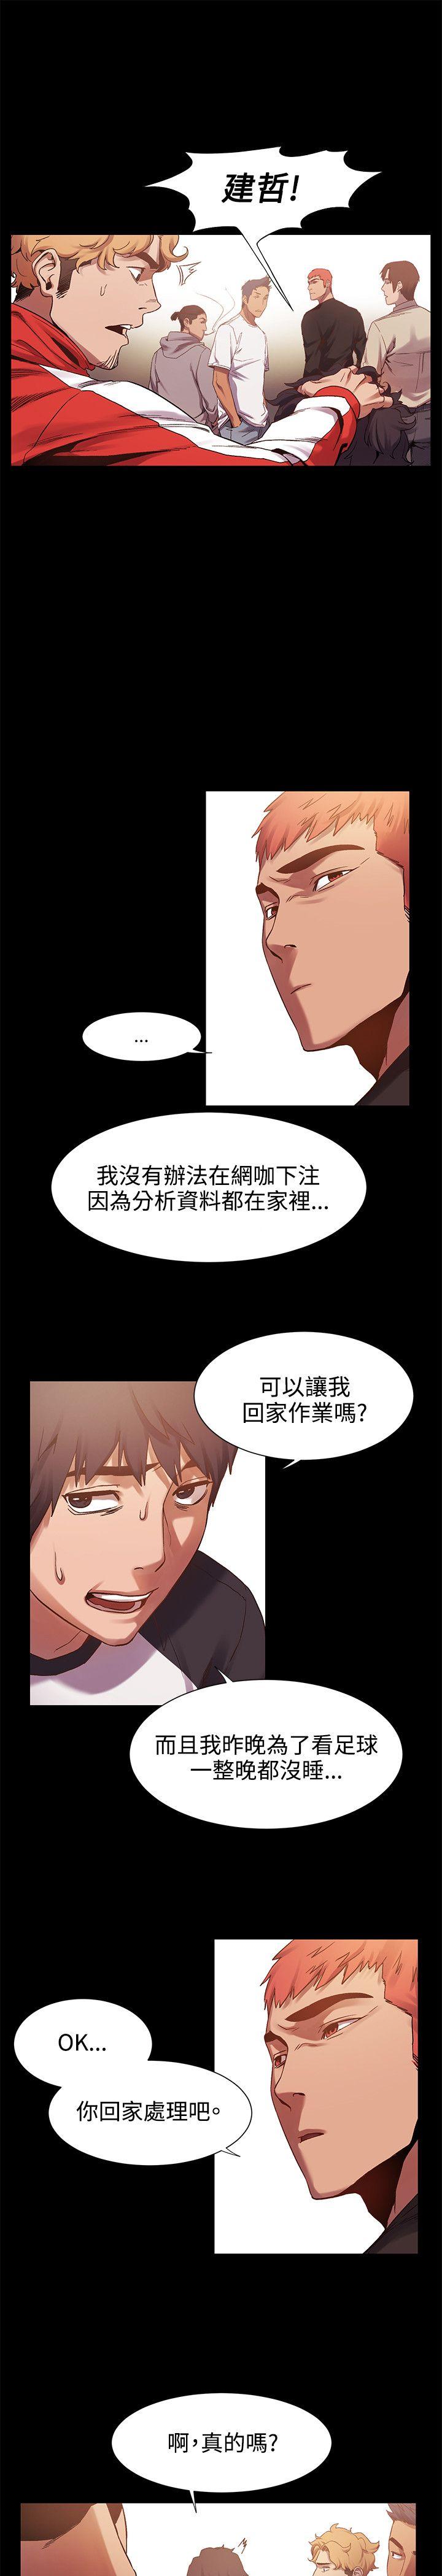 建哲!
...
我沒有辦法在網咖下注
因為分析資料都在家裡...
可以讓我
回家作業嗎?
而且我昨晚為了看足球
一整晚都沒睡...
OK...
你回家處理吧。
啊,真的嗎?